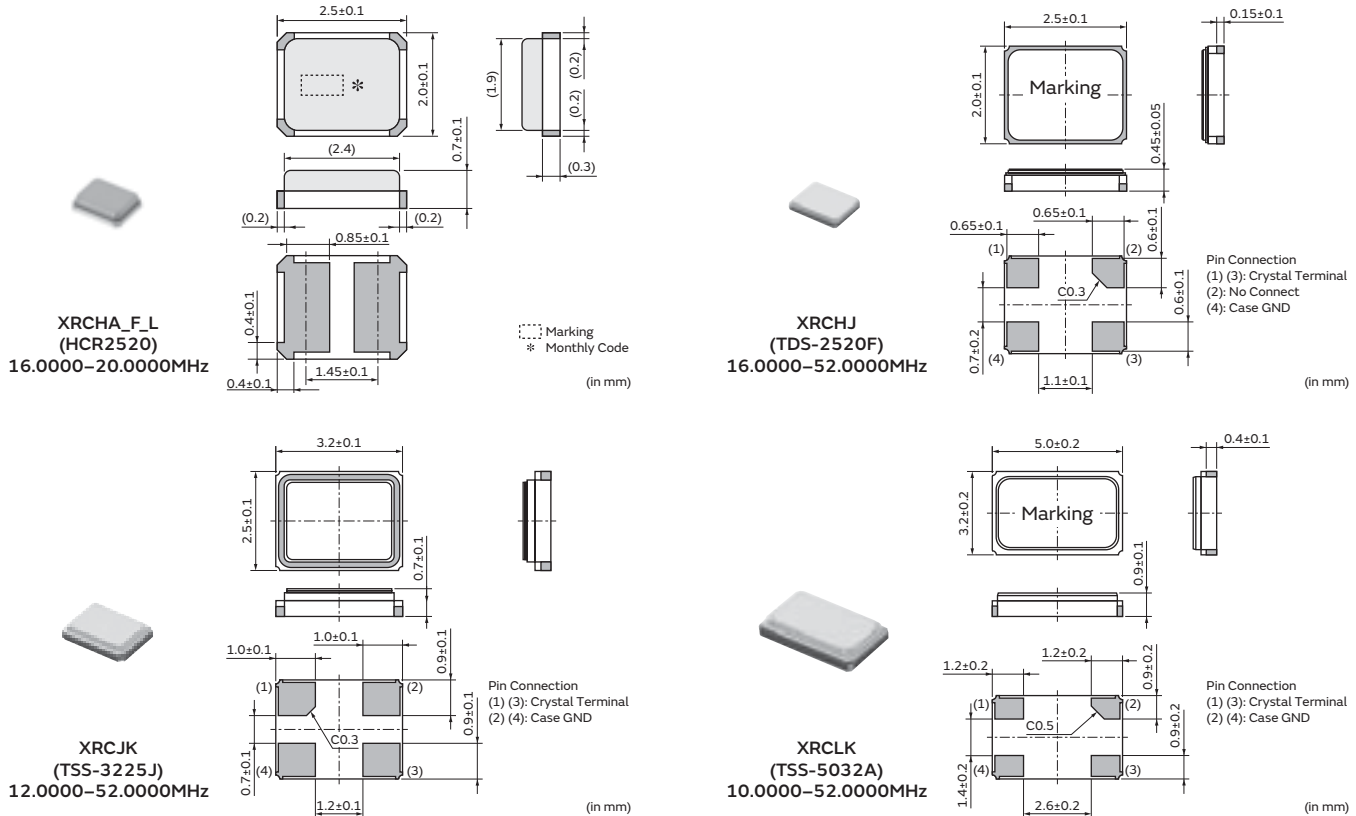 2.5±0.1
2.0±0.1
*
(1.9)
(0.2)
(0.2)
(0.3)
(2.4)
0.7±0.1
(0.2)
(0.2)
0.85±0.1
0.4±0.1
0.4±0.1
1.45±0.1
XRCHA_F_L
(HCR2520)
16.0000–20.0000MHz
Marking
* Monthly Code
(in mm)
2.5±0.1
0.15±0.1
2.0±0.1
Marking
0.45±0.05
0.65±0.1
0.65±0.1
0.6±0.1
(1)
(2)
C0.3
0.6±0.1
0.7±0.2
(4)
(3)
1.1±0.1
Pin Connection
(1) (3): Crystal Terminal
(2): No Connect
(4): Case GND
XRCHJ
(TDS-2520F)
16.0000–52.0000MHz
(in mm)
3.2±0.1
2.5±0.1
0.7±0.1
1.0±0.1
1.0±0.1
0.9±0.1
(1)
(2)
C0.3
0.9±0.1
0.7±0.1
(4)
(3)
1.2±0.1
Pin Connection
(1) (3): Crystal Terminal
(2) (4): Case GND
XRCJK
(TSS-3225J)
12.0000–52.0000MHz
(in mm)
5.0±0.2
0.4±0.1
3.2±0.2
Marking
0.9±0.1
1.2±0.2
1.2±0.2
0.9±0.2
(1)
(2)
C0.5
0.9±0.2
1.4±0.2
(4)
(3)
2.6±0.2
Pin Connection
(1) (3): Crystal Terminal
(2) (4): Case GND
XRCLK
(TSS-5032A)
10.0000–52.0000MHz
(in mm)